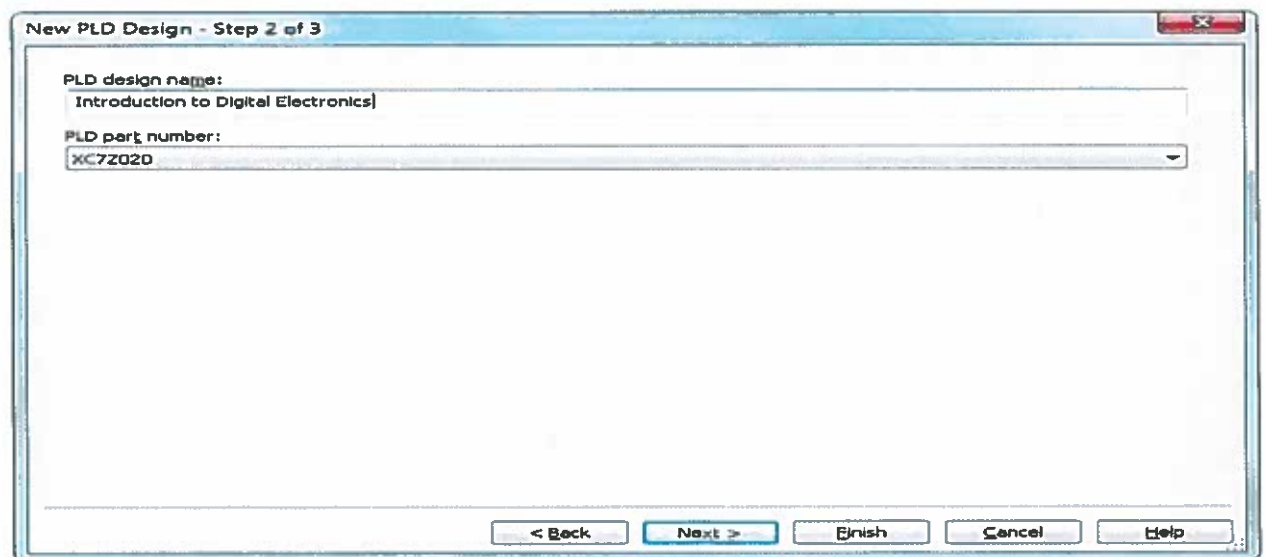 New PLD Design - Step 2 of 3
PLD design name:
Introduction to Digital Electronics
PLD part number:
XC7Z020
< Back Next > Finish Cancel Help